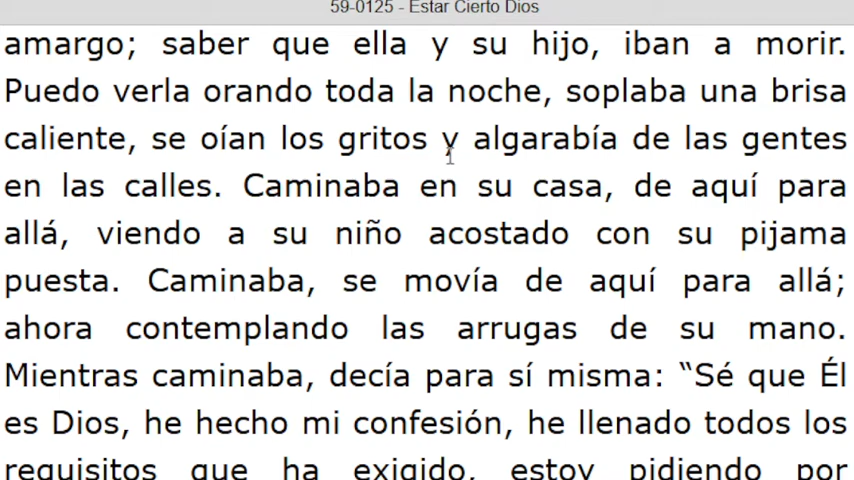 59-0125 - Estar Cierto Dios
amargo; saber que ella y su hijo, iban a morir.
Puedo verla orando toda la noche, soplaba una brisa
caliente, se oían los gritos y algarabía de las gentes
en las calles. Caminaba en su casa, de aquí para
allá, viendo a su niño acostado con su pijama
puesta. Caminaba, se movía de aquí para allá;
ahora contemplando las arrugas de su mano.
Mientras caminaba, decía para sí misma: “Sé que Él
es Dios, he hecho mi confesión, he llenado todos los
requisitos que ha exigido, estoy pidiendo por